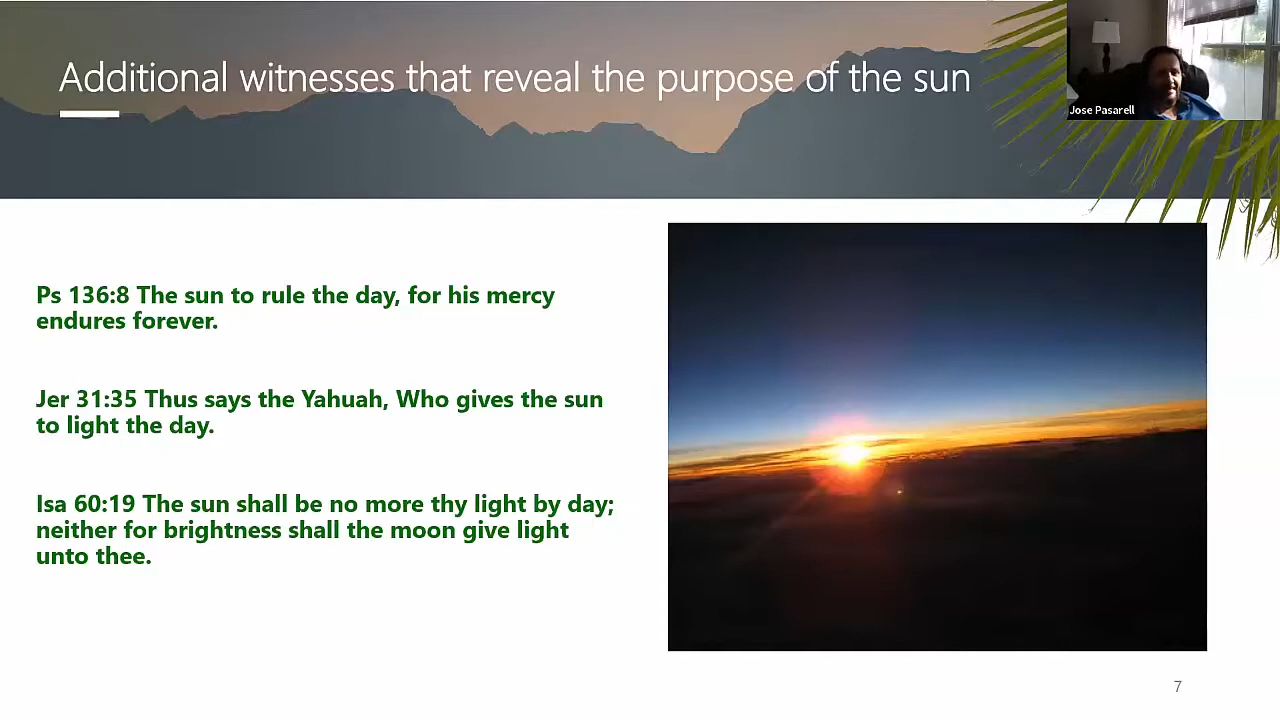 Additional witnesses that reveal the purpose of the sun
Jose Pasarell
Ps 136:8 The sun to rule the day, for his mercy
endures forever.
Jer 31:35 Thus says the Yahuah, Who gives the sun
to light the day.
Isa 60:19 The sun shall be no more thy light by day;
neither for brightness shall the moon give light
unto thee.
7